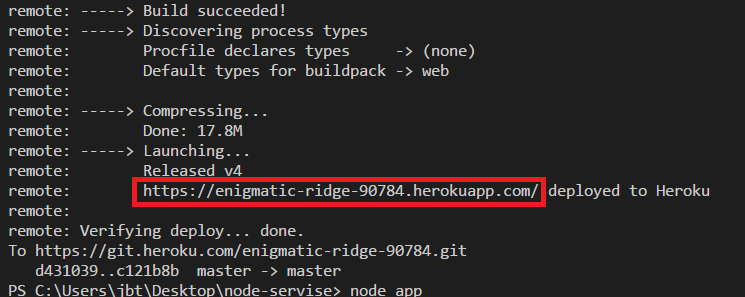 remote: -----> Build succeeded!
remote: -----> Discovering process types
remote:        Procfile declares types     -> (none)
remote:        Default types for buildpack -> web
remote:
remote: -----> Compressing...
remote:        Done: 17.8M
remote: -----> Launching...
remote:        Released v4
remote:        https://enigmatic-ridge-90784.herokuapp.com/ deployed to Heroku
remote:
remote: Verifying deploy... done.
To https://git.heroku.com/enigmatic-ridge-90784.git
   d431039..c121b8b  master -> master
PS C:\Users\jbt\Desktop\node-servise> node app